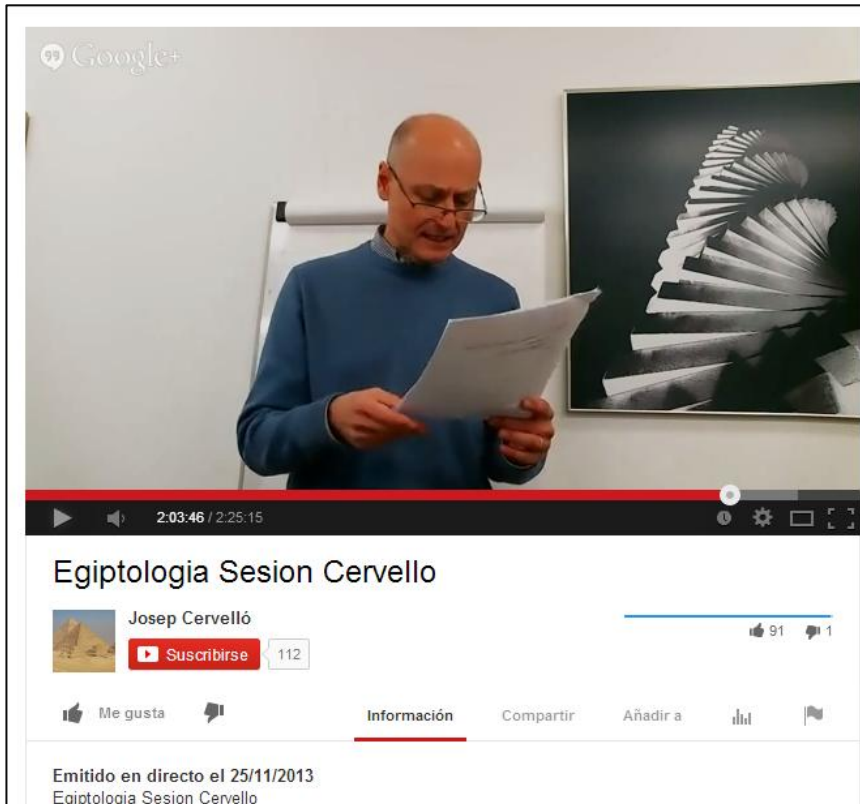 Google+
2:03:46 / 2:25:15
Egiptologia Sesion Cervello
Josep Cervelló
Suscribirse 112
91 1
Me gusta
Información Compartir Añadir a
Emitido en directo el 25/11/2013
Egiptologia Sesion Cervello